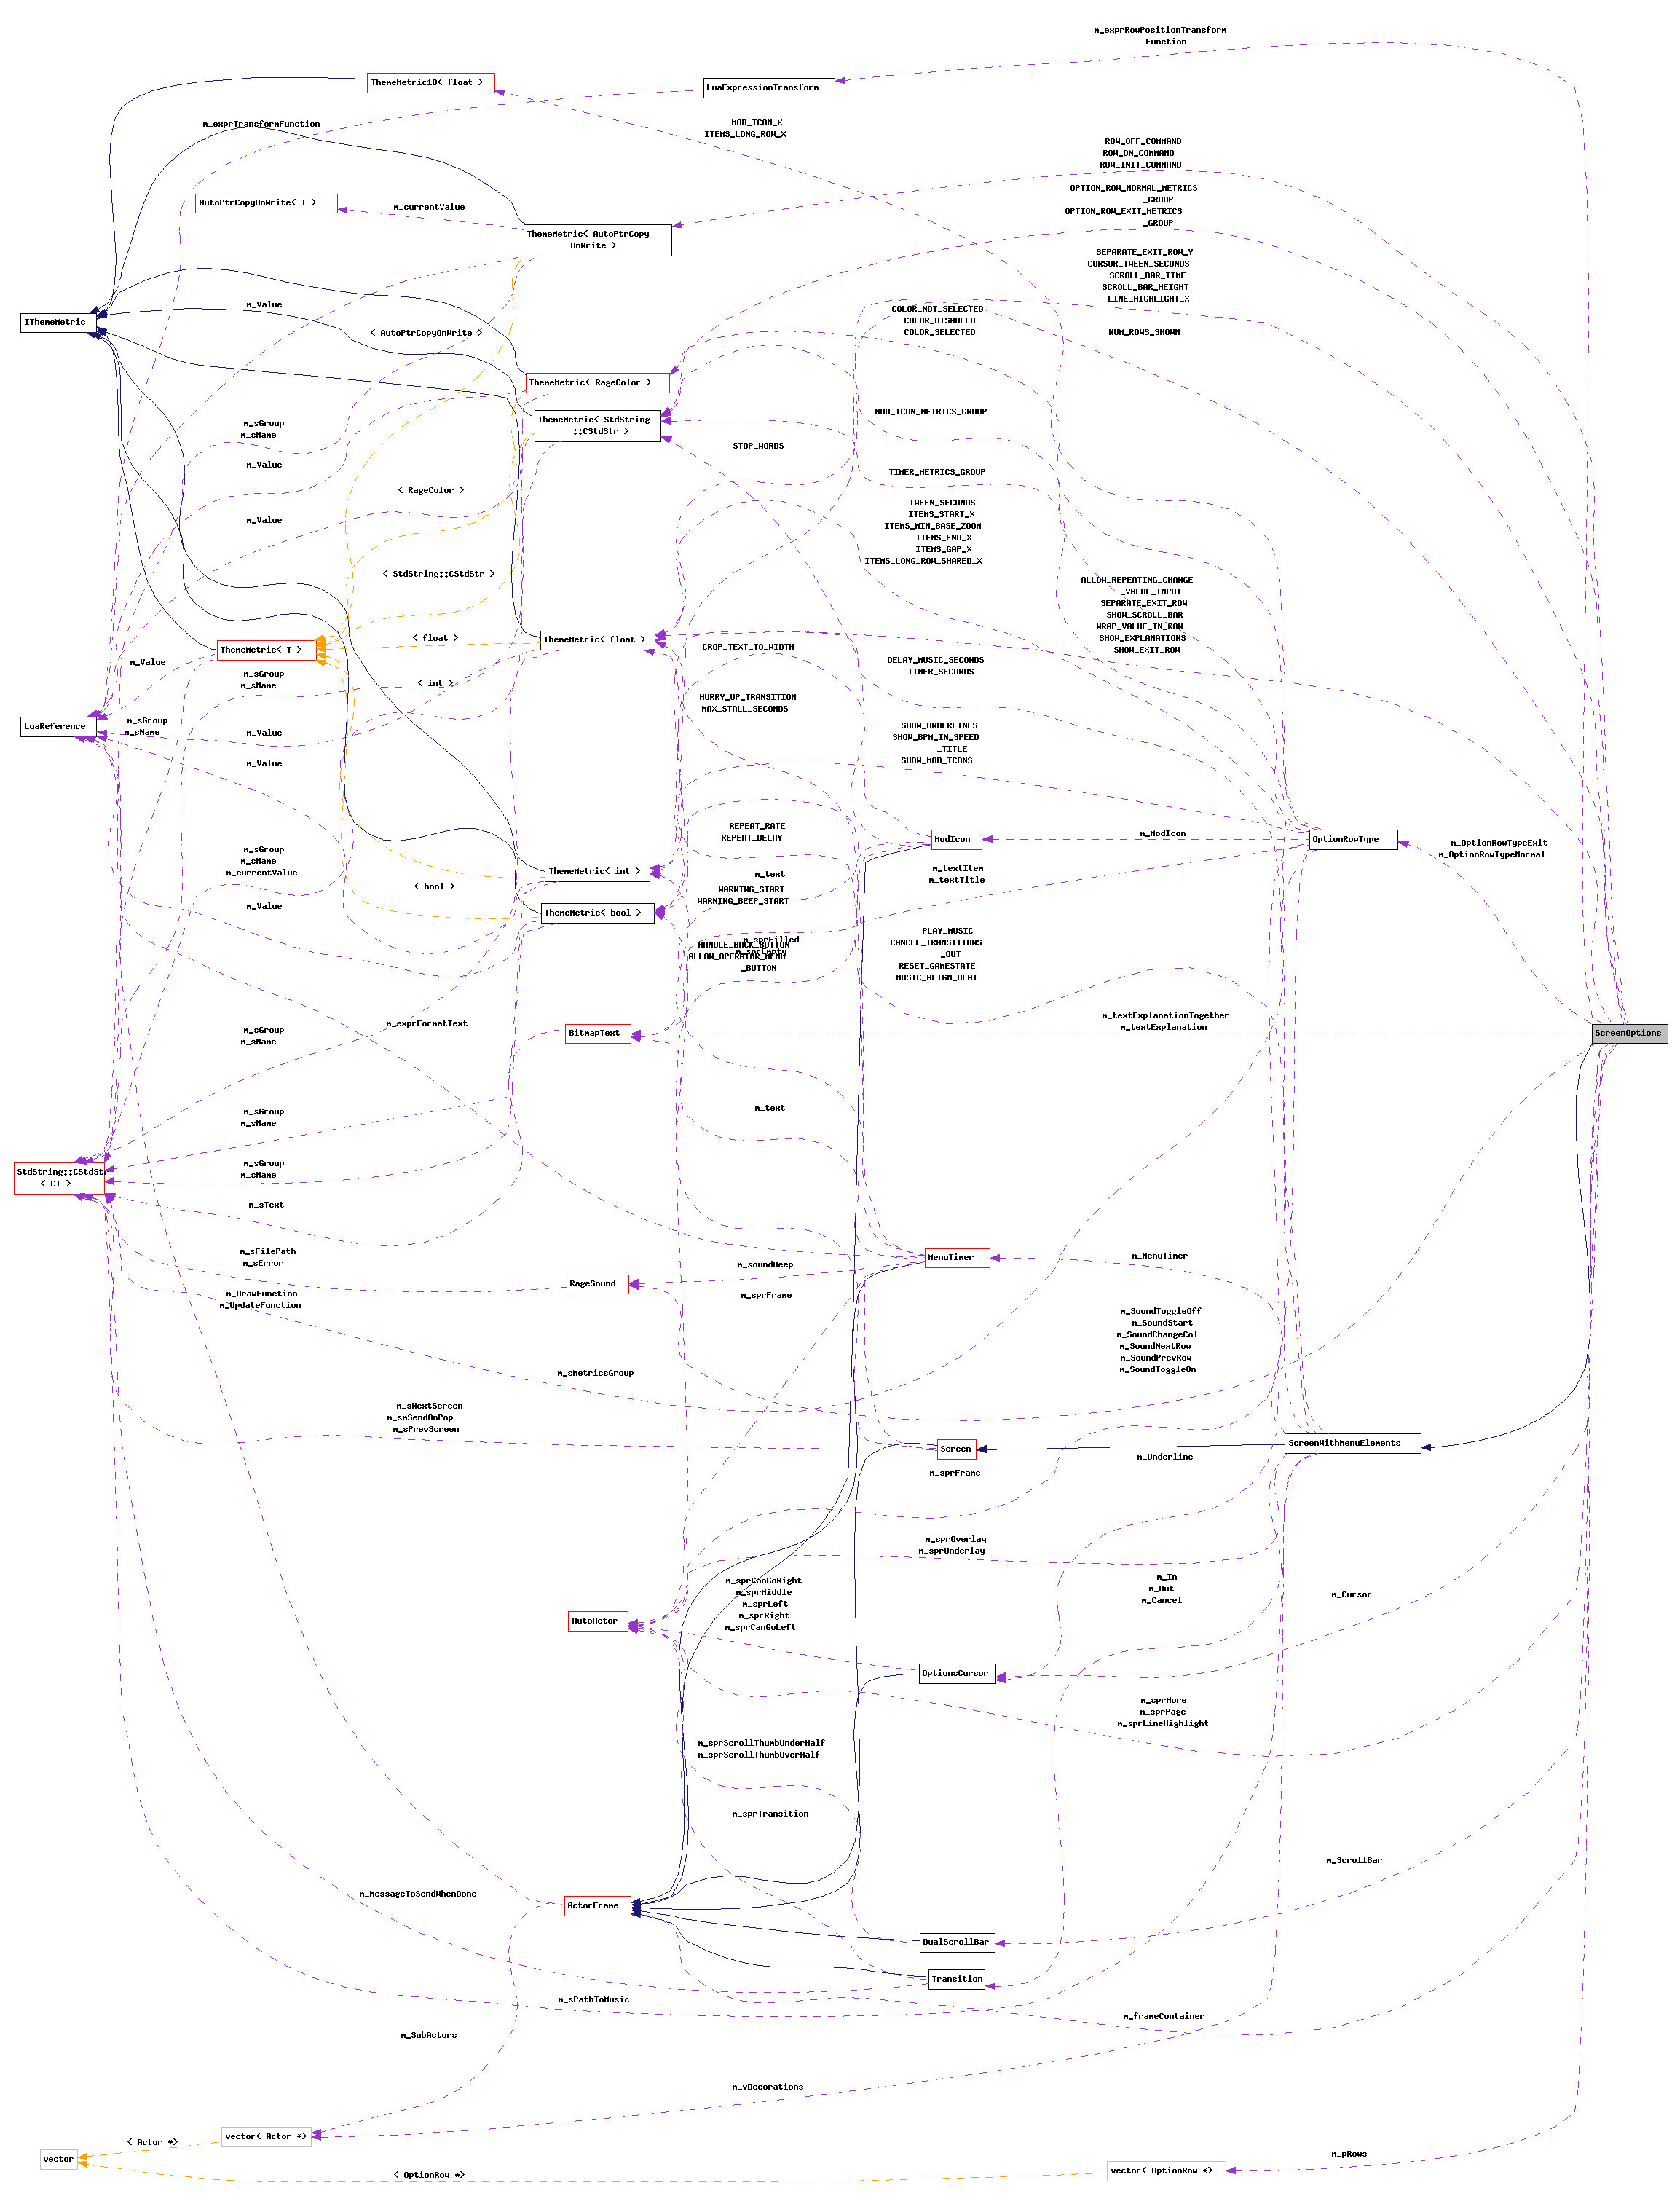 m_exprRowPositionTransform
Function
ThemeMetric1D< float >
LuaExpressionTransform
m_exprTransformFunction
MOD_ICON_X
ITEMS_LONG_ROW_X
ROW_OFF_COMMAND
ROW_ON_COMMAND
ROW_INIT_COMMAND
OPTION_ROW_NORMAL_METRICS
_GROUP
OPTION_ROW_EXIT_METRICS
_GROUP
AutoPtrCopyOnWrite< T >
m_currentValue
ThemeMetric< AutoPtrCopy
OnWrite >
SEPARATE_EXIT_ROW_Y
CURSOR_TWEEN_SECONDS
SCROLL_BAR_TIME
SCROLL_BAR_HEIGHT
LINE_HIGHLIGHT_X
m_Value
IThemeMetric
< AutoPtrCopyOnWrite >
COLOR_NOT_SELECTED
COLOR_DISABLED
COLOR_SELECTED
NUM_ROWS_SHOWN
ThemeMetric< RageColor >
ThemeMetric< StdString
::CStdStr >
MOD_ICON_METRICS_GROUP
m_sGroup
m_sName
STOP_WORDS
m_Value
TIMER_METRICS_GROUP
< RageColor >
m_Value
TWEEN_SECONDS
ITEMS_START_X
ITEMS_MIN_BASE_ZOOM
ITEMS_END_X
ITEMS_GAP_X
ITEMS_LONG_ROW_SHARED_X
< StdString::CStdStr >
ALLOW_REPEATING_CHANGE
_VALUE_INPUT
SEPARATE_EXIT_ROW
SHOW_SCROLL_BAR
WRAP_VALUE_IN_ROW
SHOW_EXPLANATIONS
SHOW_EXIT_ROW
< float >
ThemeMetric< float >
ThemeMetric< T >
CROP_TEXT_TO_WIDTH
m_Value
DELAY_MUSIC_SECONDS
TIMER_SECONDS
m_sGroup
m_sName
< int >
HURRY_UP_TRANSITION
MAX_STALL_SECONDS
LuaReference
m_sGroup
m_sName
m_Value
SHOW_UNDERLINES
SHOW_BPM_IN_SPEED
_TITLE
SHOW_MOD_ICONS
m_Value
REPEAT_RATE
REPEAT_DELAY
ModIcon
m_ModIcon
OptionRowType
m_OptionRowTypeExit
m_OptionRowTypeNormal
m_sGroup
m_sName
m_currentValue
ThemeMetric< int >
m_text
m_textItem
m_textTitle
< bool >
WARNING_START
WARNING_BEEP_START
m_Value
ThemeMetric< bool >
m_sprFilled
m_sprEmpty
HANDLE_BACK_BUTTON
ALLOW_OPERATOR_MENU
_BUTTON
PLAY_MUSIC
CANCEL_TRANSITIONS
_OUT
RESET_GAMESTATE
MUSIC_ALIGN_BEAT
m_exprFormatText
m_sGroup
m_sName
BitmapText
m_textExplanationTogether
m_textExplanation
ScreenOptions
m_sGroup
m_sName
m_text
m_sGroup
m_sName
StdString::CStdStr
< CT >
m_sText
m_sFilePath
m_sError
MenuTimer
m_MenuTimer
m_soundBeep
RageSound
m_DrawFunction
m_UpdateFunction
m_sprFrame
m_SoundToggleOff
m_SoundStart
m_SoundChangeCol
m_SoundNextRow
m_SoundPrevRow
m_SoundToggleOn
m_sMetricsGroup
m_sNextScreen
m_smSendOnPop
m_sPrevScreen
Screen
ScreenWithMenuElements
m_Underline
m_sprFrame
m_sprOverlay
m_sprUnderlay
m_sprCanGoRight
m_sprMiddle
m_sprLeft
m_sprRight
m_sprCanGoLeft
m_In
m_Out
m_Cancel
m_Cursor
AutoActor
OptionsCursor
m_sprMore
m_sprPage
m_sprLineHighlight
m_sprScrollThumbUnderHalf
m_sprScrollThumbOverHalf
m_sprTransition
m_ScrollBar
m_MessageToSendWhenDone
ActorFrame
DualScrollBar
Transition
m_sPathToMusic
m_frameContainer
m_SubActors
m_vDecorations
vector< Actor *>
< Actor *>
vector
m_pRows
< OptionRow *>
vector< OptionRow *>